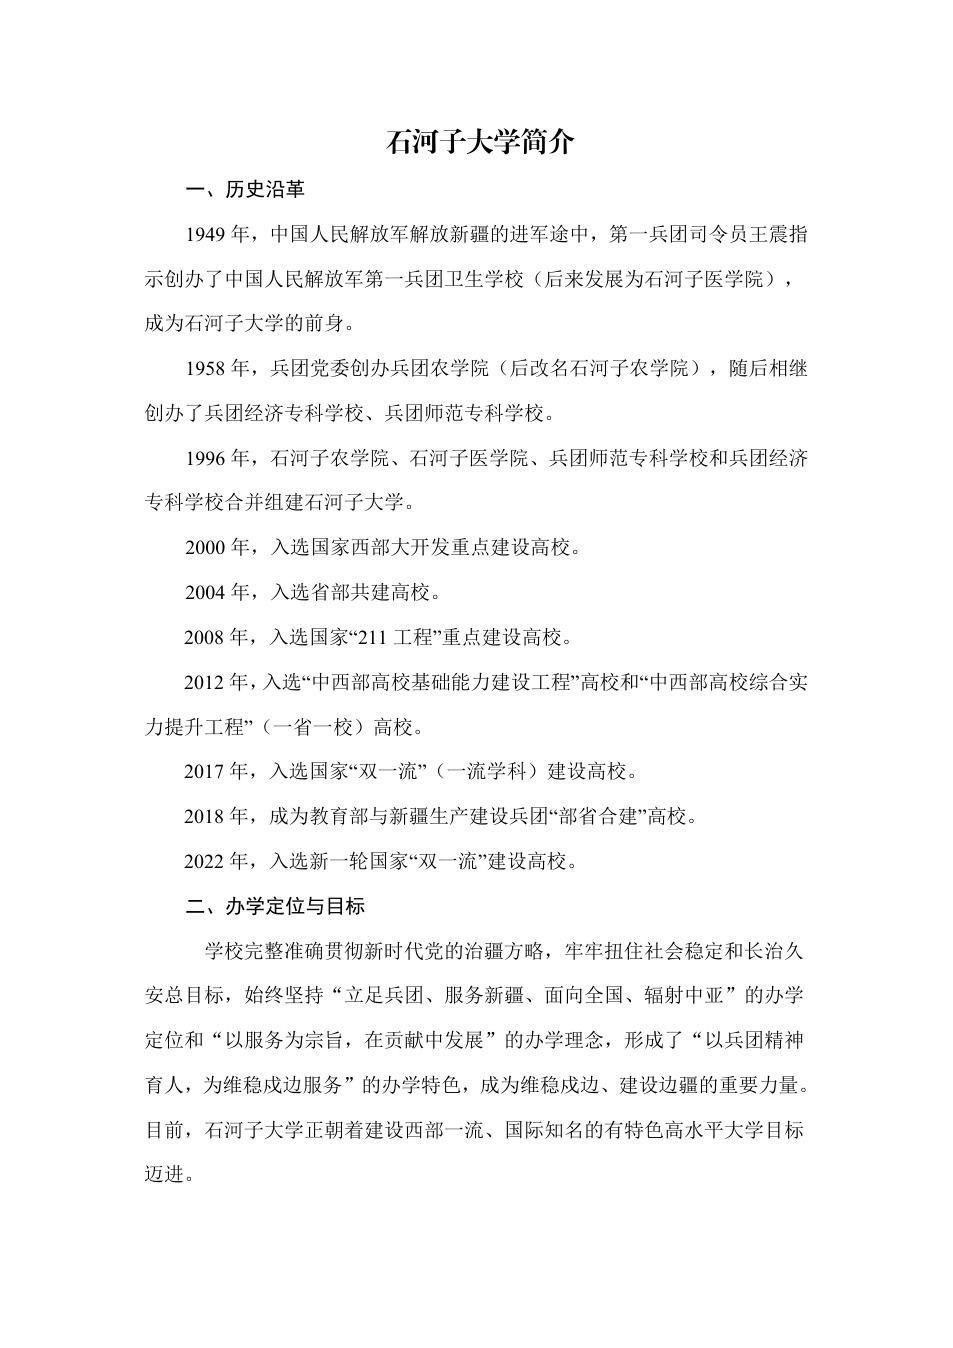 石河子大学简介
一、历史沿革
1949 年，中国人民解放军解放新疆的进军途中，第一兵团司令员王震指
示创办了中国人民解放军第一兵团卫生学校（后来发展为石河子医学院），
成为石河子大学的前身。
1958 年，兵团党委创办兵团农学院（后改名石河子农学院），随后相继
创办了兵团经济专科学校、兵团师范专科学校。
1996 年，石河子农学院、石河子医学院、兵团师范专科学校和兵团经济
专科学校合并组建石河子大学。
2000 年，入选国家西部大开发重点建设高校。
2004 年，入选省部共建高校。
2008 年，入选国家“211 工程”重点建设高校。
2012 年，入选“中西部高校基础能力建设工程”高校和“中西部高校综合实
力提升工程”（一省一校）高校。
2017 年，入选国家“双一流”（一流学科）建设高校。
2018 年，成为教育部与新疆生产建设兵团“部省合建”高校。
2022 年，入选新一轮国家“双一流”建设高校。
二、办学定位与目标
学校完整准确贯彻新时代党的治疆方略，牢牢扭住社会稳定和长治久
安总目标，始终坚持“立足兵团、服务新疆、面向全国、辐射中亚”的办学
定位和“以服务为宗旨，在贡献中发展”的办学理念，形成了“以兵团精神
育人，为维稳戍边服务”的办学特色，成为维稳戍边、建设边疆的重要力量。
目前，石河子大学正朝着建设西部一流、国际知名的有特色高水平大学目标
迈进。